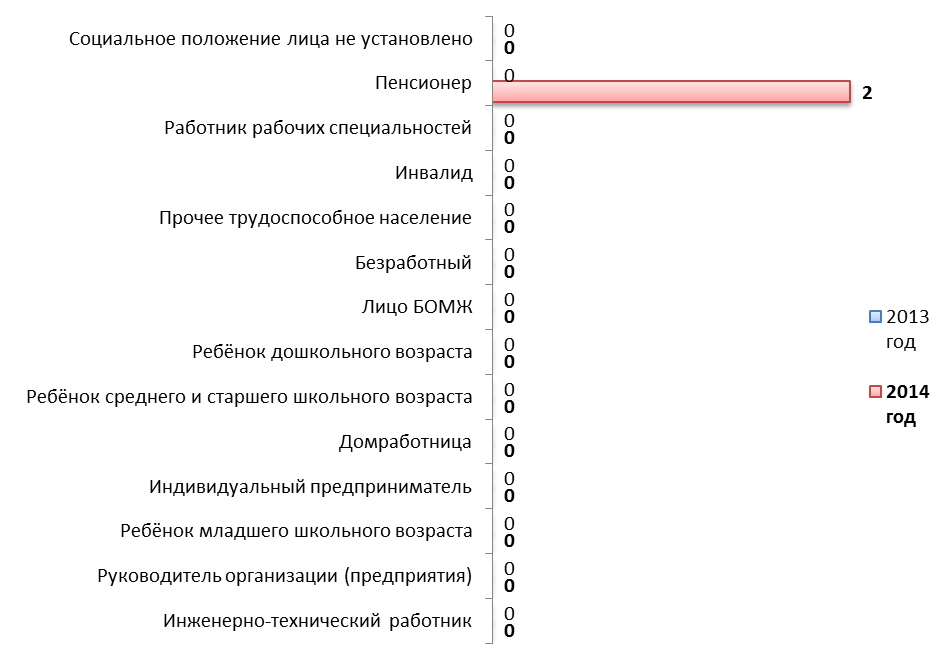 Социальное положение лица не установлено
0
0
Пенсионер
0
2
Работник рабочих специальностей
0
0
Инвалид
0
0
Прочее трудоспособное население
0
0
Безработный
0
0
Лицо БОМЖ
0
0
Ребёнок дошкольного возраста
0
0
Ребёнок среднего и старшего школьного возраста
0
0
Домработница
0
0
Индивидуальный предприниматель
0
0
Ребёнок младшего школьного возраста
0
0
Руководитель организации (предприятия)
0
0
Инженерно-технический работник
0
0
2013
год
2014
год